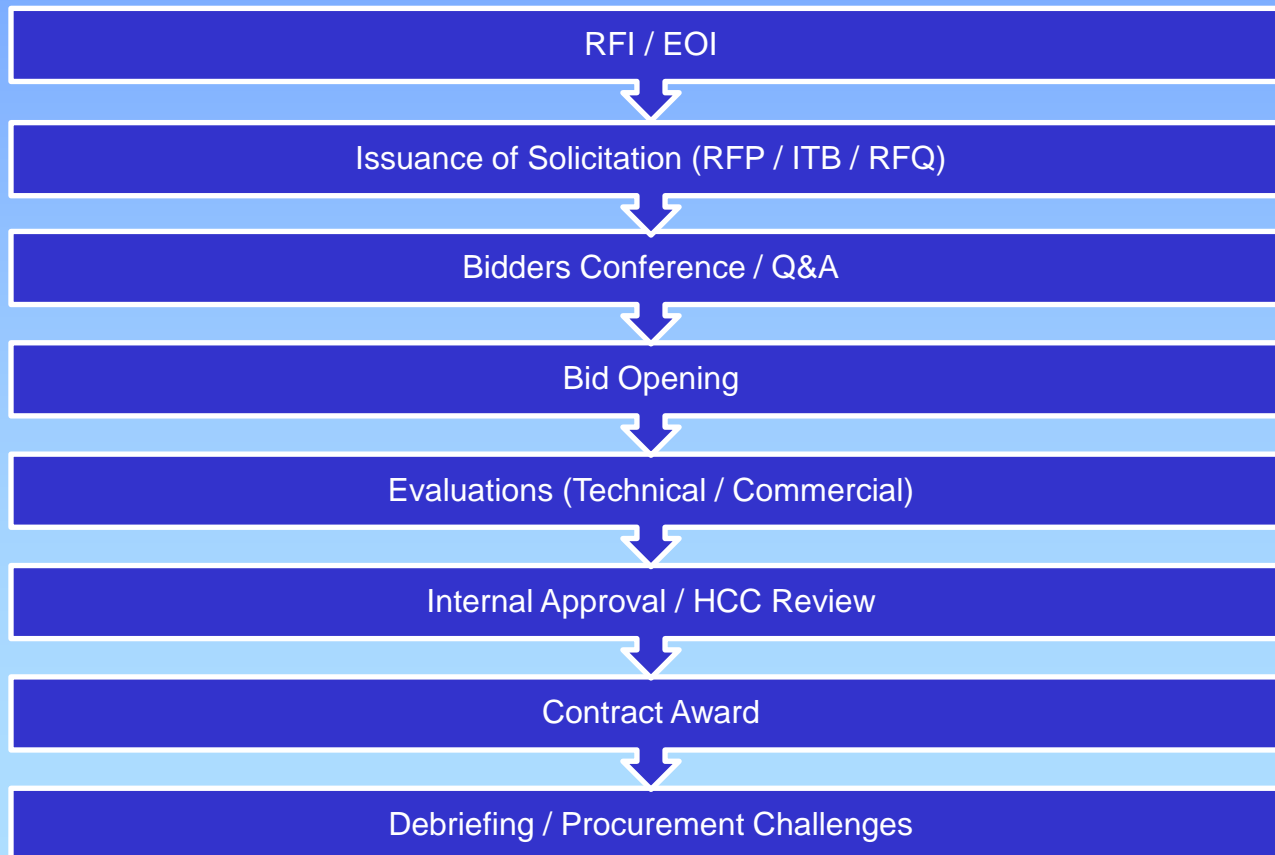 RFI / EOI
Issuance of Solicitation (RFP / ITB / RFQ)
Bidders Conference / Q&A
Bid Opening
Evaluations (Technical / Commercial)
Internal Approval / HCC Review
Contract Award
Debriefing / Procurement Challenges